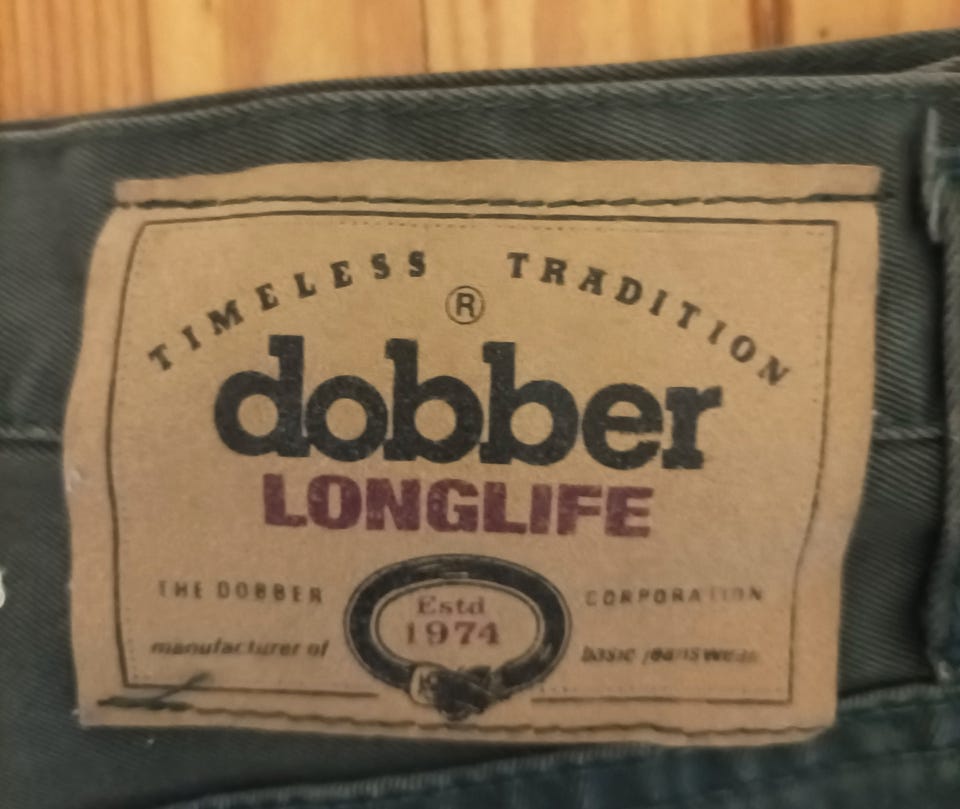 TIMELESS TRADITION
®
dobber
LONGLIFE
THE DOBBER CORPORATION
Estd
1974
manufacturer of basic jeanswear